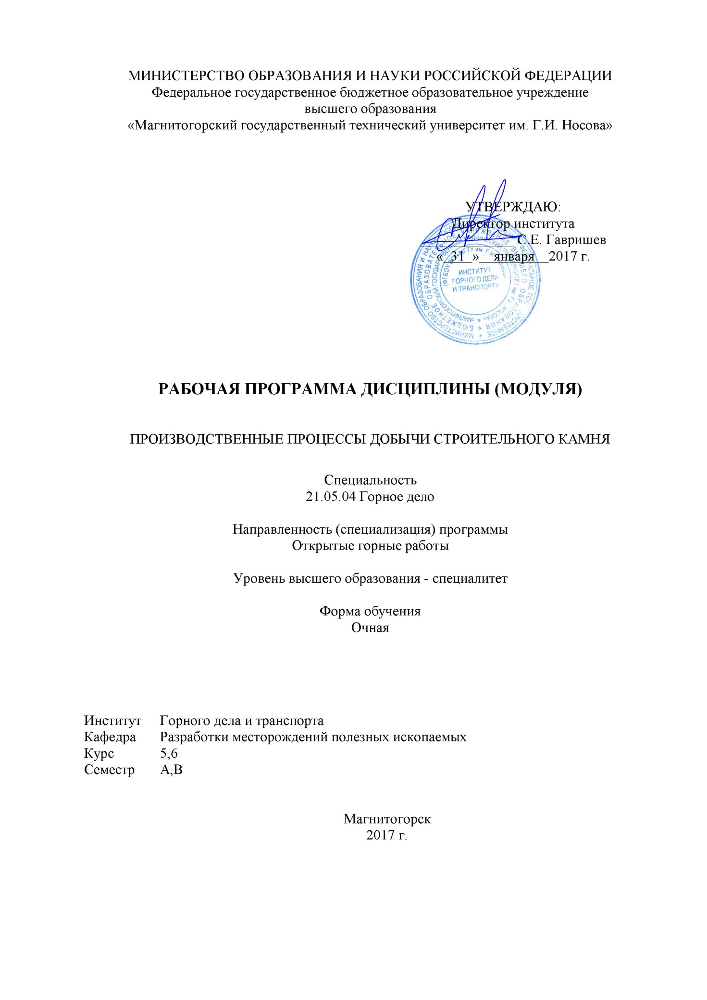 МИНИСТЕРСТВО ОБРАЗОВАНИЯ И НАУКИ РОССИЙСКОЙ ФЕДЕРАЦИИ
Федеральное государственное бюджетное образовательное учреждение
высшего образования
«Магнитогорский государственный технический университет им. Г.И. Носова»
УТВЕРЖДАЮ:
Директор института
С.Е. Гавришев
«_31_»__января__2017 г.
ИНСТИТУТ
ГОРНОГО ДЕЛА
И ТРАНСПОРТА
РАБОЧАЯ ПРОГРАММА ДИСЦИПЛИНЫ (МОДУЛЯ)
ПРОИЗВОДСТВЕННЫЕ ПРОЦЕССЫ ДОБЫЧИ СТРОИТЕЛЬНОГО КАМНЯ
Специальность
21.05.04 Горное дело
Направленность (специализация) программы
Открытые горные работы
Уровень высшего образования - специалитет
Форма обучения
Очная
Институт Горного дела и транспорта
Кафедра Разработки месторождений полезных ископаемых
Курс 5,6
Семестр А,В
Магнитогорск
2017 г.